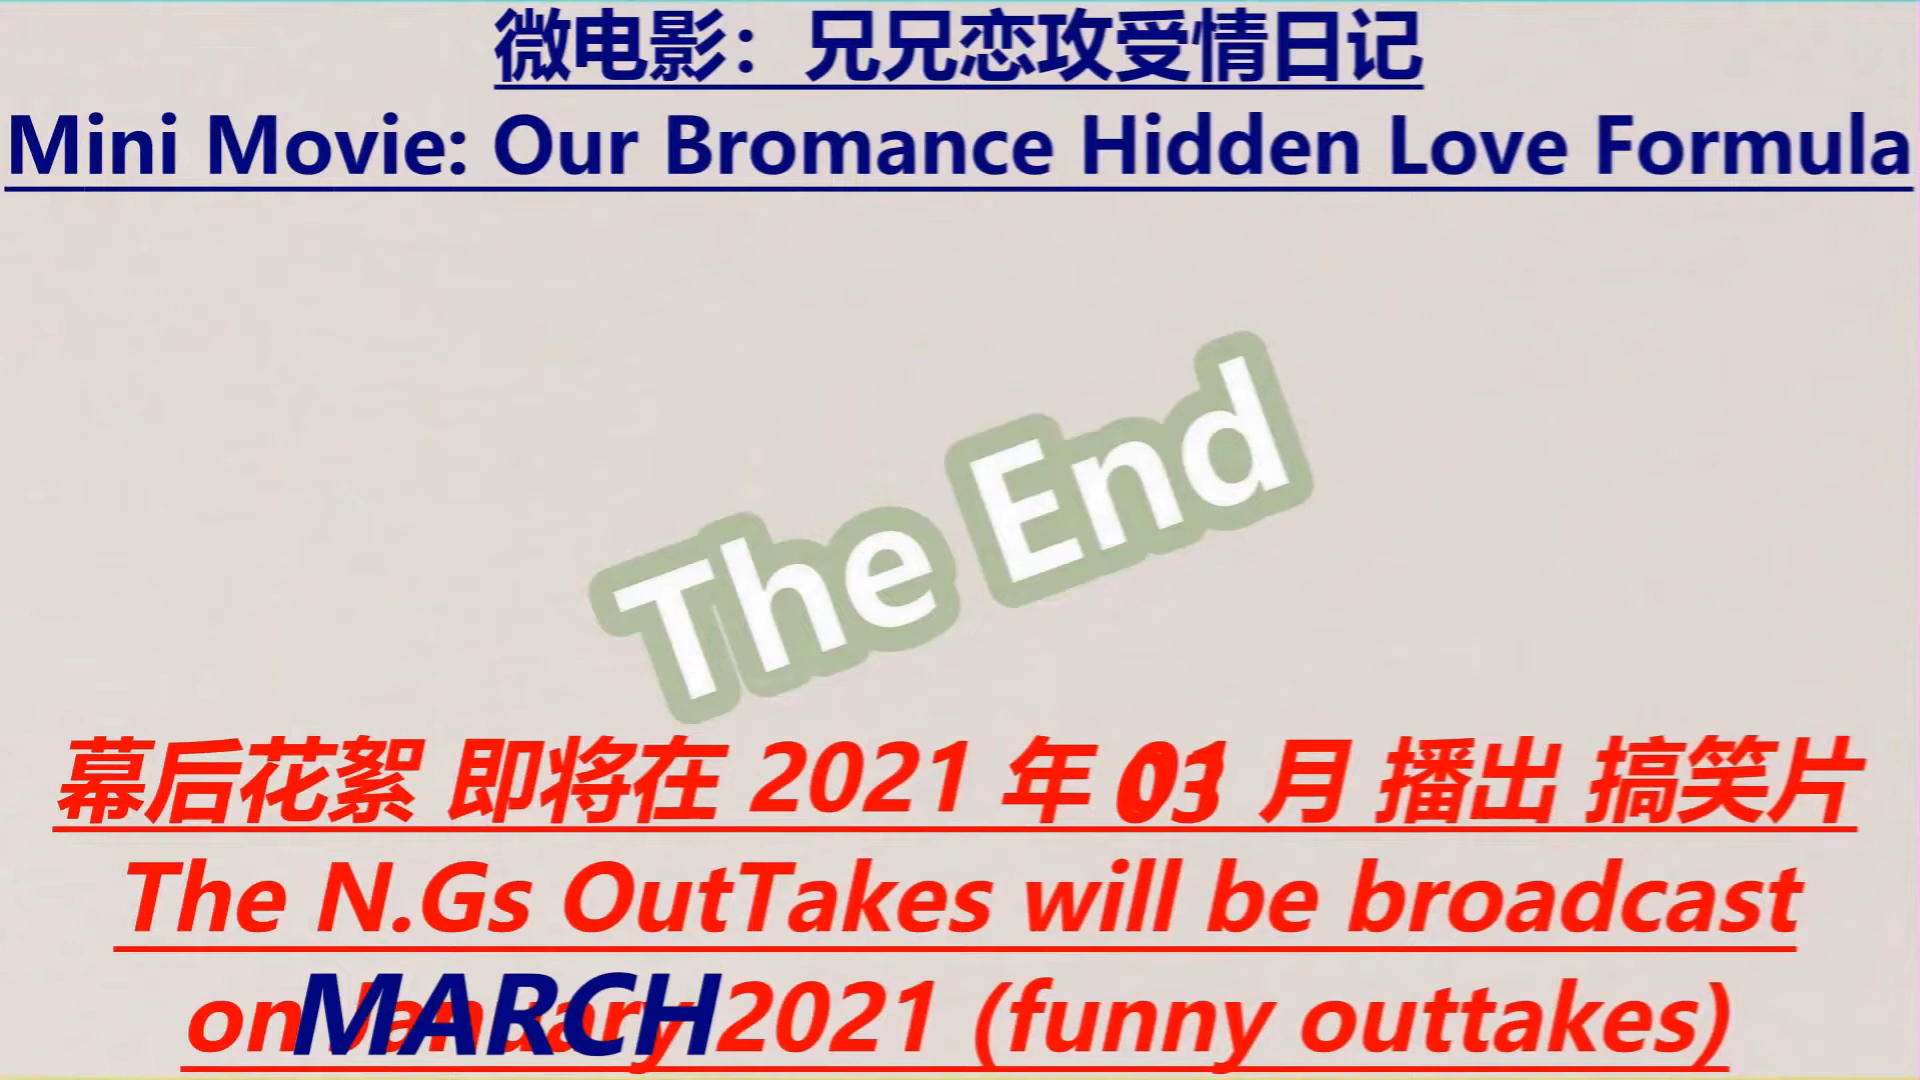 微电影：兄兄恋攻受情日记
Mini Movie: Our Bromance Hidden Love Formula
The End
幕后花絮 即将在 2021 年 03 月 播出 搞笑片
The N.Gs OutTakes will be broadcast
on MARCH 2021 (funny outtakes)